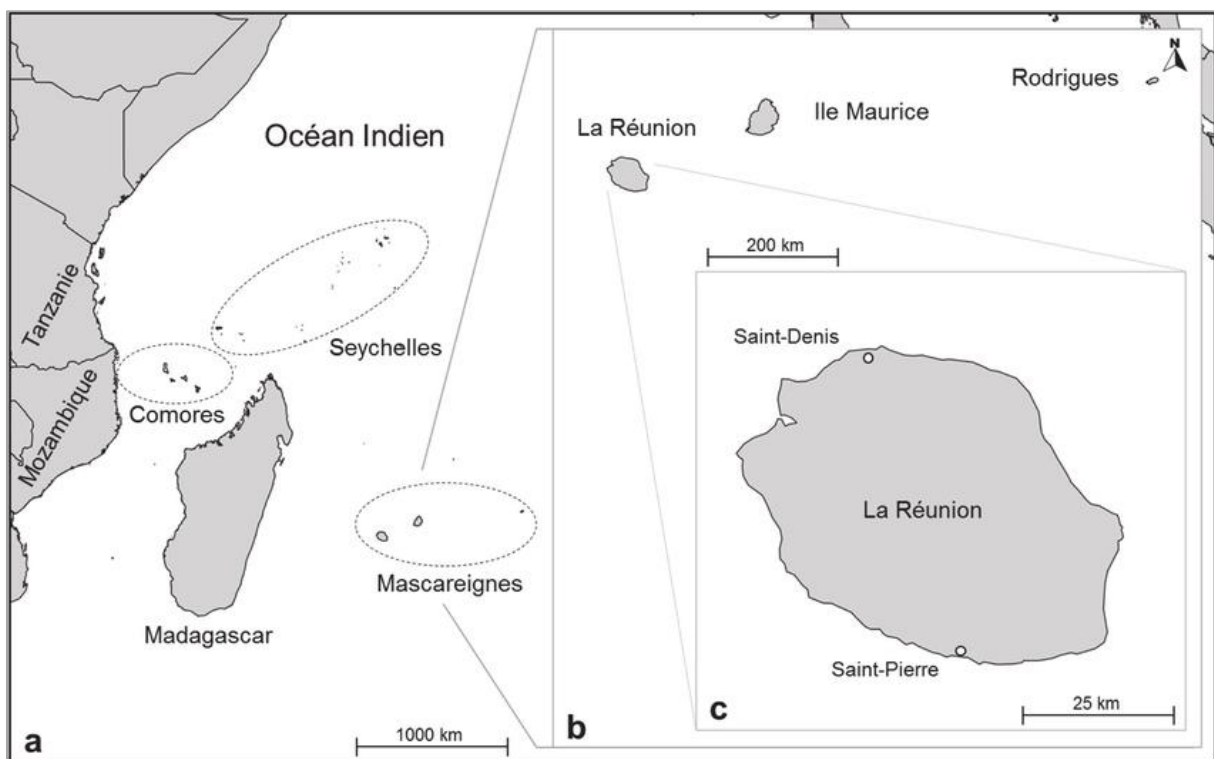 Océan Indien
Tanzanie
Mozambique
Seychelles
Comores
Mascareignes
Madagascar
1000 km
a
N
Rodrigues
Ile Maurice
La Réunion
200 km
b
Saint-Denis
La Réunion
Saint-Pierre
25 km
c